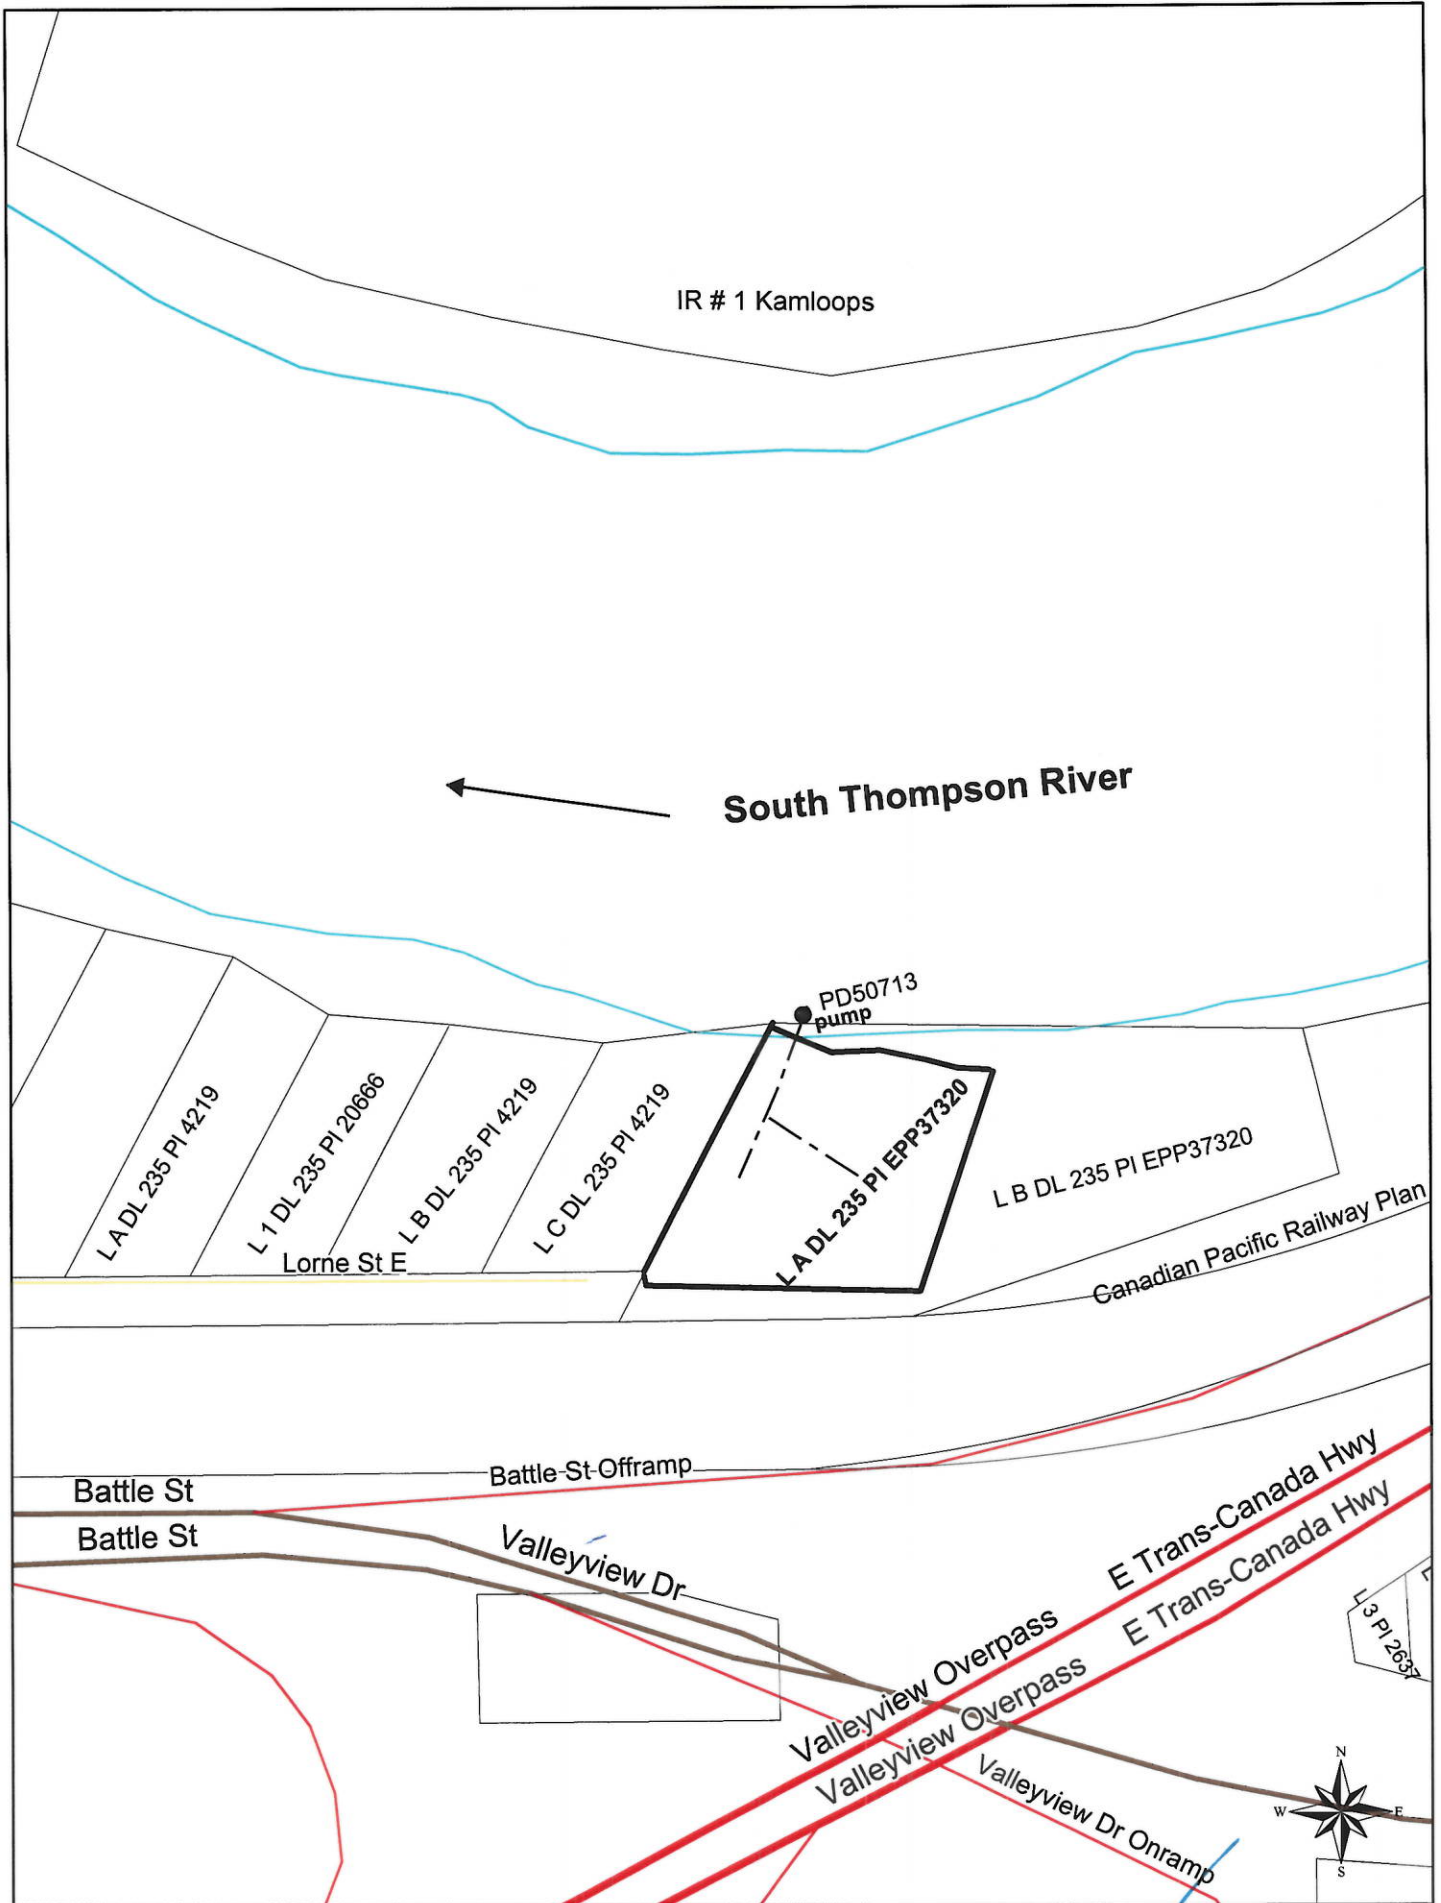 IR # 1 Kamloops
South Thompson River
PD50713
pump
L A DL 235 Pl 4219
L 1 DL 235 Pl 20666
L B DL 235 Pl 4219
L C DL 235 Pl 4219
L A DL 235 Pl EPP37320
L B DL 235 Pl EPP37320
Lorne St E
Canadian Pacific Railway Plan
Battle St Offramp
Battle St
Battle St
Valleyview Dr
E Trans-Canada Hwy
E Trans-Canada Hwy
Valleyview Overpass
Valleyview Overpass
L 3 Pl 2637
Valleyview Dr Onramp
N
W
E
S